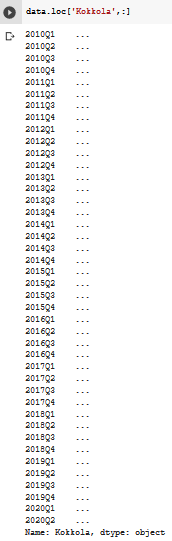 data.loc['Kokkola',:]
2010Q1 ...
2010Q2 ...
2010Q3 ...
2010Q4 ...
2011Q1 ...
2011Q2 ...
2011Q3 ...
2011Q4 ...
2012Q1 ...
2012Q2 ...
2012Q3 ...
2012Q4 ...
2013Q1 ...
2013Q2 ...
2013Q3 ...
2013Q4 ...
2014Q1 ...
2014Q2 ...
2014Q3 ...
2014Q4 ...
2015Q1 ...
2015Q2 ...
2015Q3 ...
2015Q4 ...
2016Q1 ...
2016Q2 ...
2016Q3 ...
2016Q4 ...
2017Q1 ...
2017Q2 ...
2017Q3 ...
2017Q4 ...
2018Q1 ...
2018Q2 ...
2018Q3 ...
2018Q4 ...
2019Q1 ...
2019Q2 ...
2019Q3 ...
2019Q4 ...
2020Q1 ...
2020Q2 ...
Name: Kokkola, dtype: object